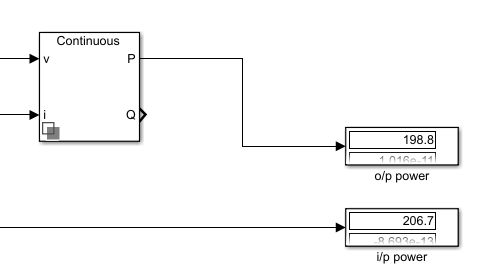 Continuous
v P
i Q
198.8
1.016e-11
o/p power
206.7
-8.693e-13
i/p power